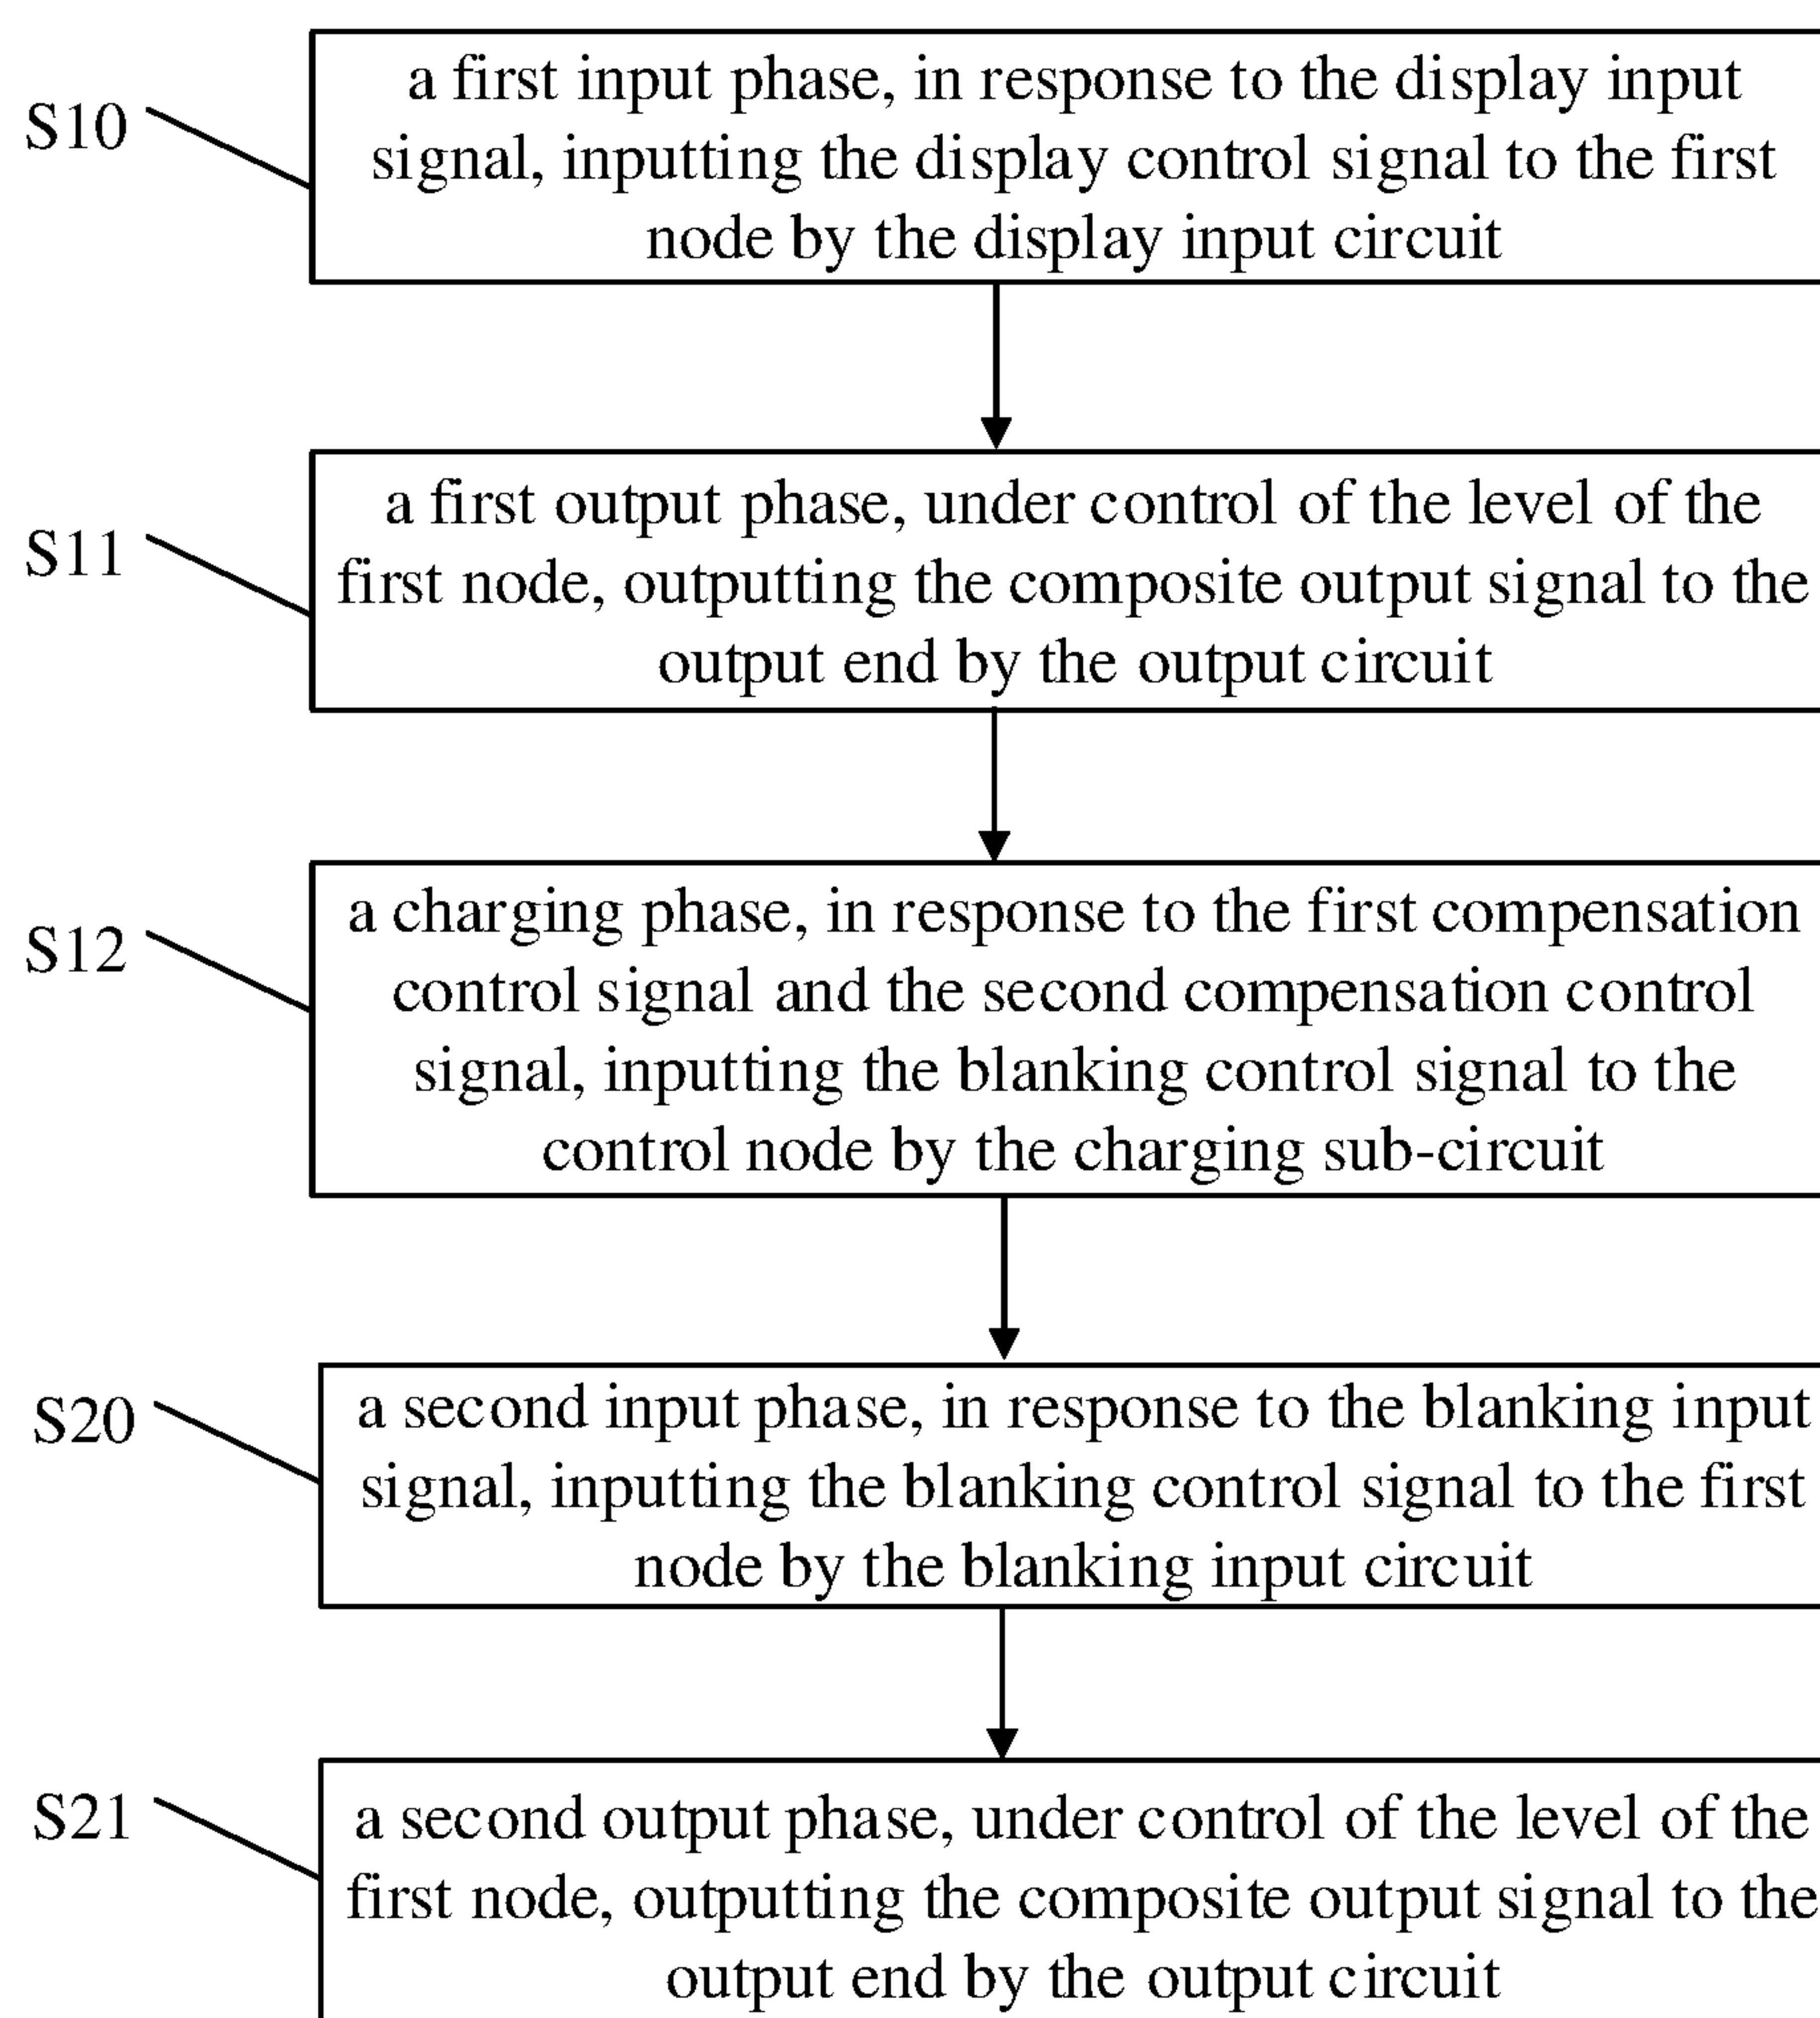 S10
a first input phase, in response to the display input
signal, inputting the display control signal to the first
node by the display input circuit
S11
a first output phase, under control of the level of the
first node, outputting the composite output signal to the
output end by the output circuit
S12
a charging phase, in response to the first compensation
control signal and the second compensation control
signal, inputting the blanking control signal to the
control node by the charging sub-circuit
S20
a second input phase, in response to the blanking input
signal, inputting the blanking control signal to the first
node by the blanking input circuit
S21
a second output phase, under control of the level of the
first node, outputting the composite output signal to the
output end by the output circuit